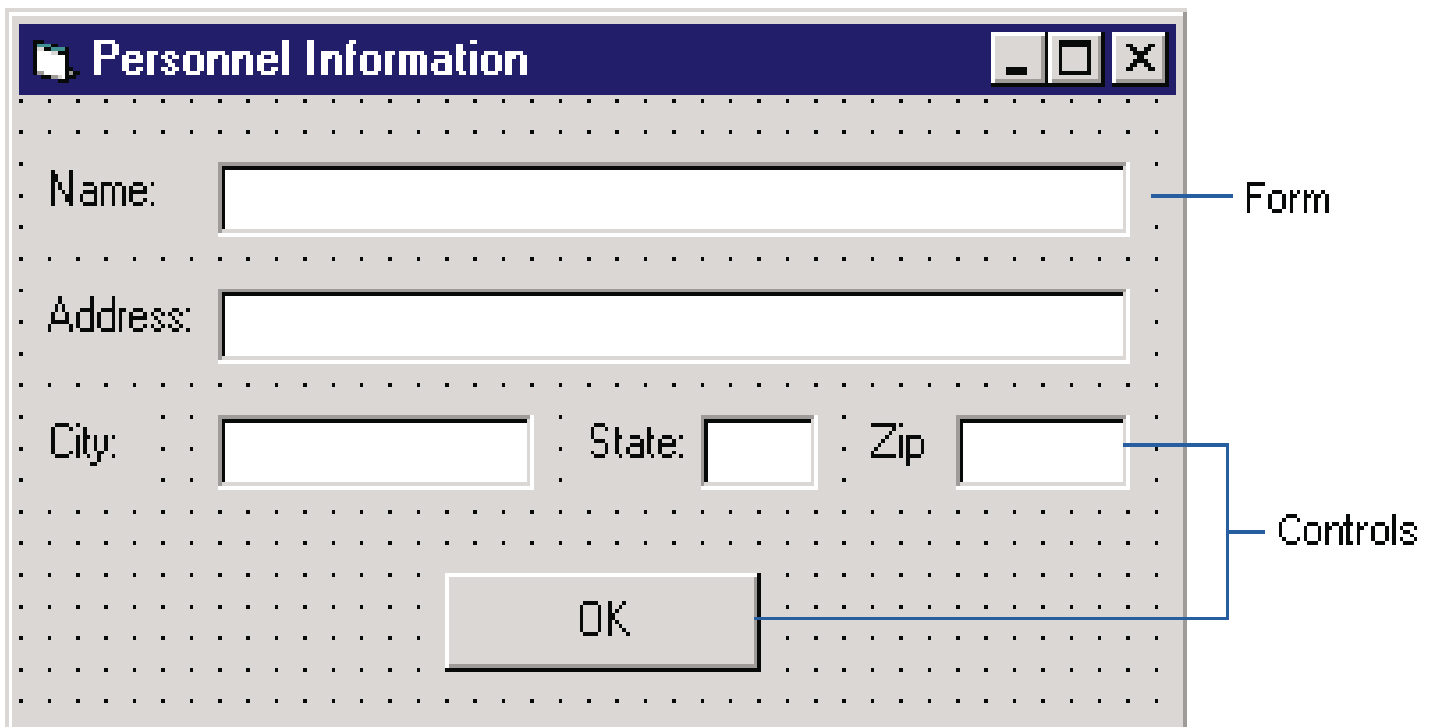 Personnel Information
Name:
Form
Address:
City:
State:
Zip
Controls
OK